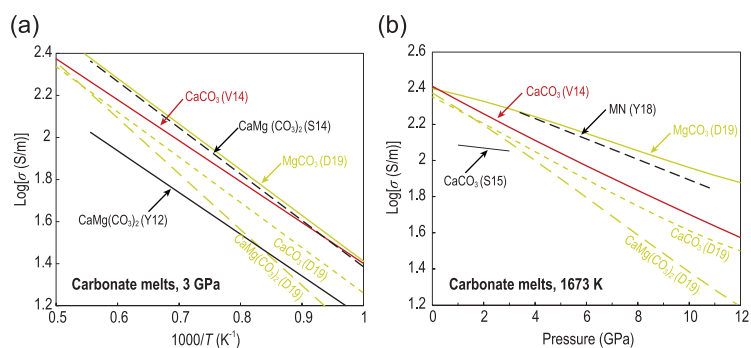 (a)
2.4
2.2
2
1.8
1.6
1.4
1.2
Log[σ (S/m)]
CaCO₃ (V14)
CaMg (CO₃)₂ (S14)
MgCO₃ (D19)
CaMg(CO₃)₂ (Y12)
CaCO₃ (D19)
CaMg(CO₃)₂ (D19)
Carbonate melts, 3 GPa
0.5 0.6 0.7 0.8 0.9 1
1000/T (K⁻¹)
(b)
2.6
2.4
2.2
2.0
1.8
1.6
1.4
1.2
Log[σ (S/m)]
CaCO₃ (V14)
MN (Y18)
MgCO₃ (D19)
CaCO₃ (S15)
CaCO₃ (D19)
CaMg(CO₃)₂ (D19)
Carbonate melts, 1673 K
0 2 4 6 8 10 12
Pressure (GPa)